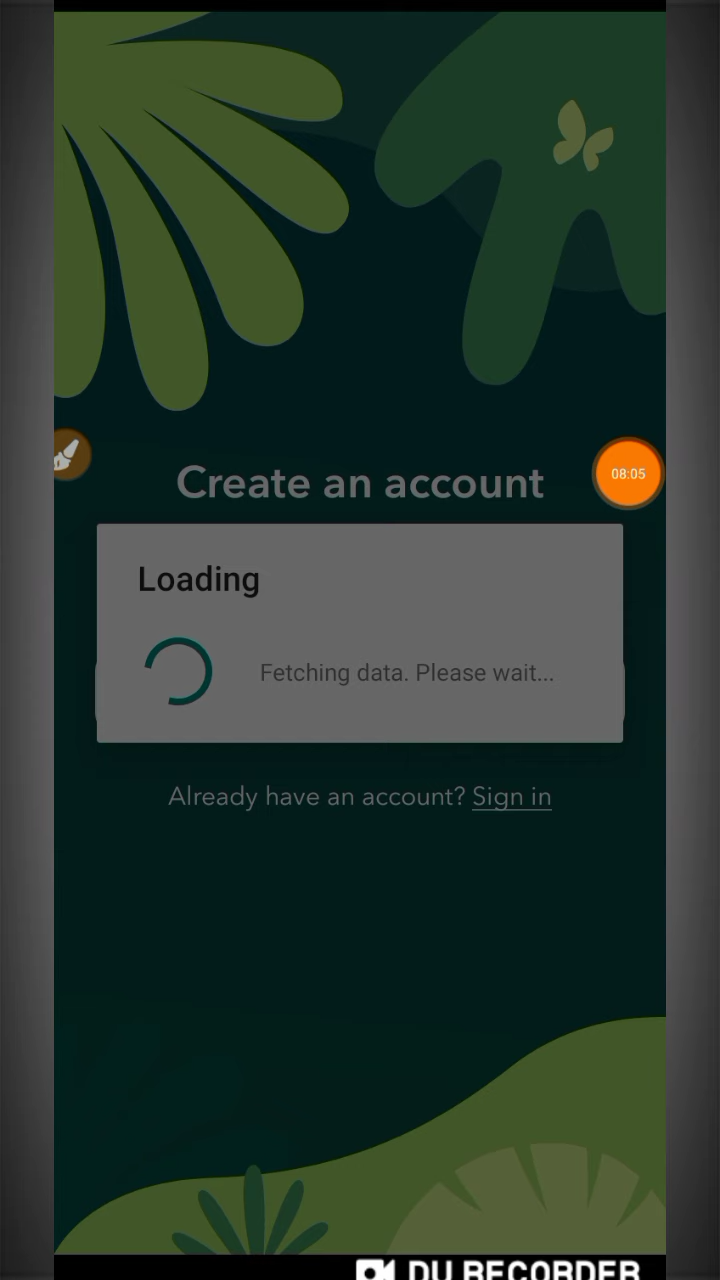 Create an account
08:05
Loading
Fetching data. Please wait...
Already have an account? Sign in
DU RECORDER